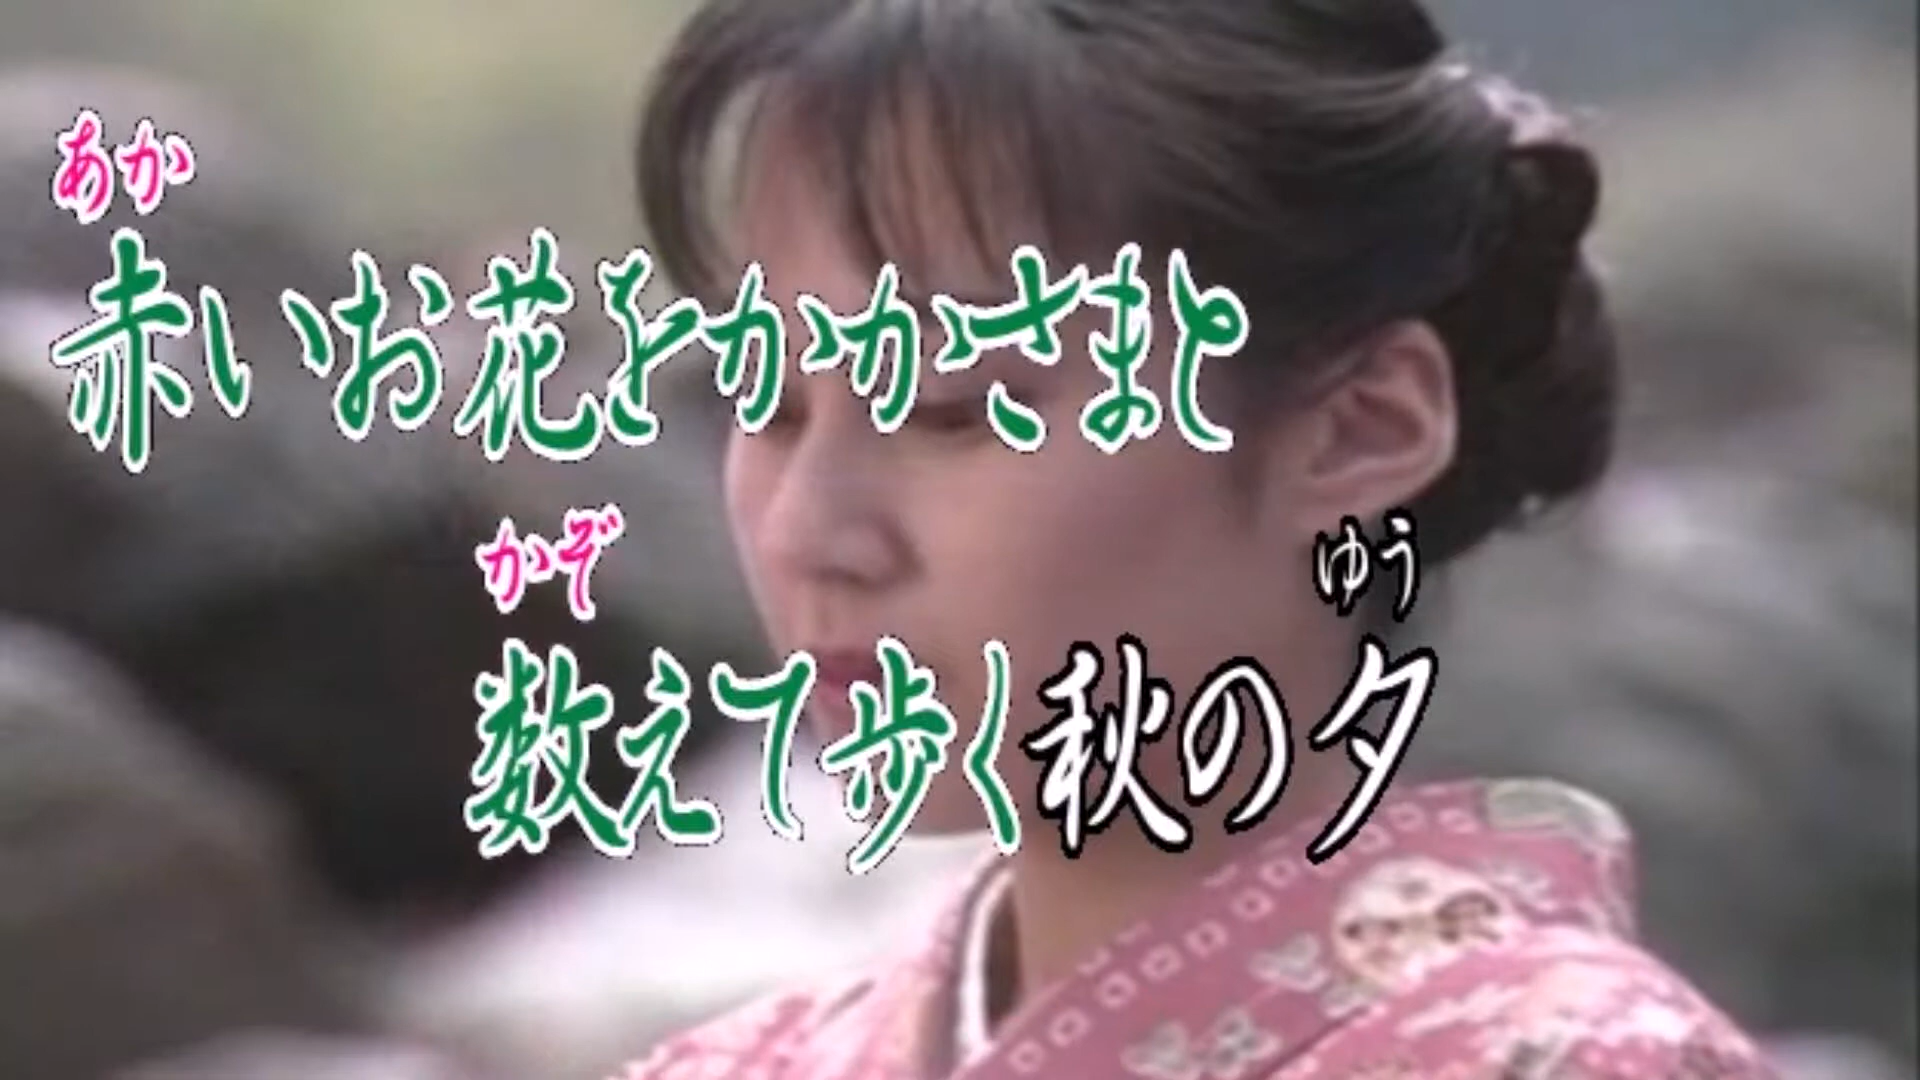 あか
赤いお花をかかさまと
かぞ ゆう
数えて歩く秋の夕